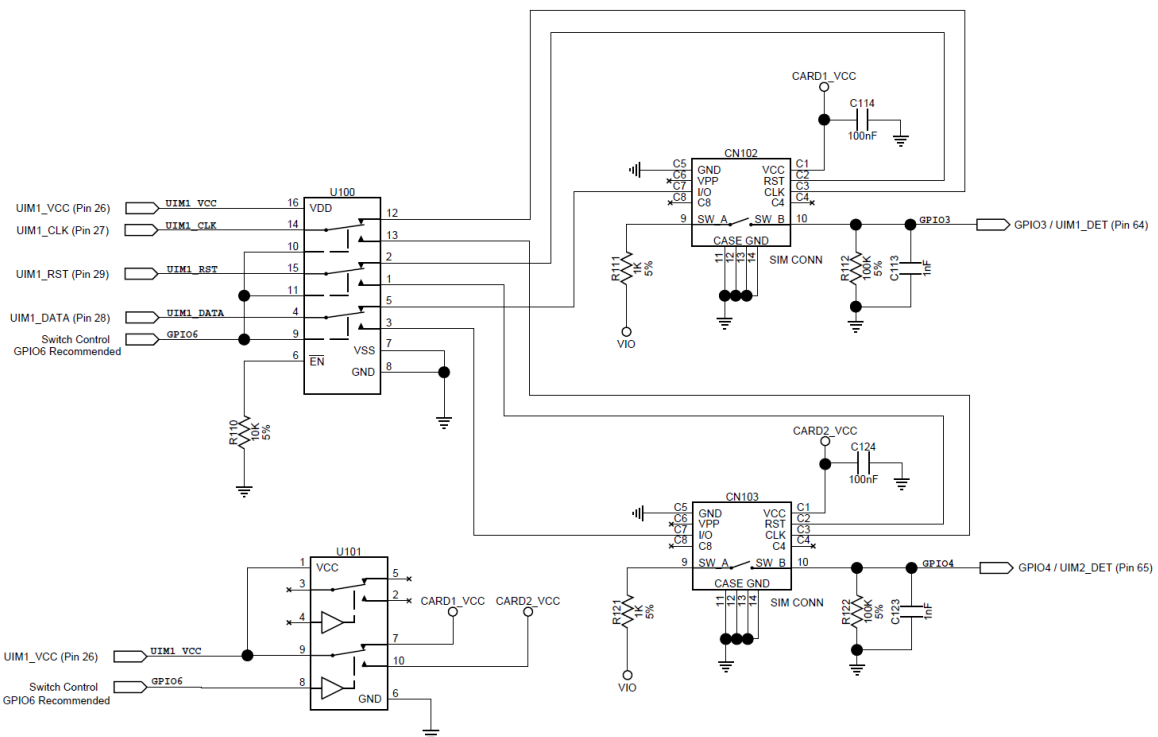 CARD1_VCC
C114
100nF
CN102
C5 GND VCC C1
C6 VPP RST C2
C7 I/O CLK C3
C8 C8 C4 C4
9 SW_A SW_B 10 GPIO3 GPIO3 / UIM1_DET (Pin 64)
CASE GND
11 12 13 14 SIM CONN
R111 1K 5%
R112 100K 5%
C113 1nF
VIO
U100
UIM1_VCC (Pin 26) UIM1_VCC 16 VDD
12
UIM1_CLK (Pin 27) UIM1_CLK 14
13
10
2
UIM1_RST (Pin 29) UIM1_RST 15
1
11
5
UIM1_DATA (Pin 28) UIM1_DATA 4
3
Switch Control
GPIO6 Recommended
GPIO6 9
VSS 7
6 EN
GND 8
R110 10K 5%
CARD2_VCC
C124
100nF
CN103
C5 GND VCC C1
C6 VPP RST C2
C7 I/O CLK C3
C8 C8 C4 C4
9 SW_A SW_B 10 GPIO4 GPIO4 / UIM2_DET (Pin 65)
CASE GND
11 12 13 14 SIM CONN
R121 1K 5%
R122 100K 5%
C123 1nF
VIO
U101
1 VCC
5
3
2
CARD1_VCC CARD2_VCC
4
7
UIM1_VCC (Pin 26) UIM1_VCC 9
10
Switch Control
GPIO6 Recommended
GPIO6 8
GND 6